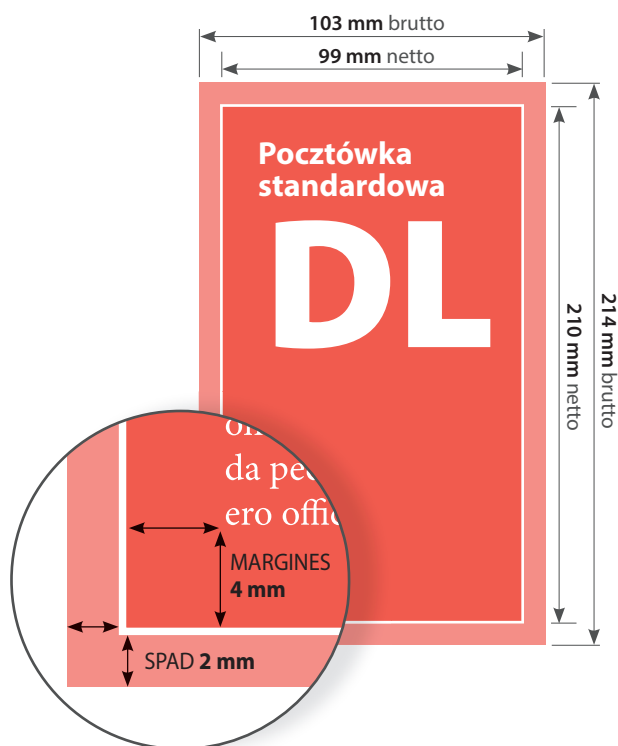 103 mm brutto
99 mm netto
Pocztówka
standardowa
DL
210 mm netto
214 mm brutto
da pe
ero offic
MARGINES
4 mm
SPAD 2 mm